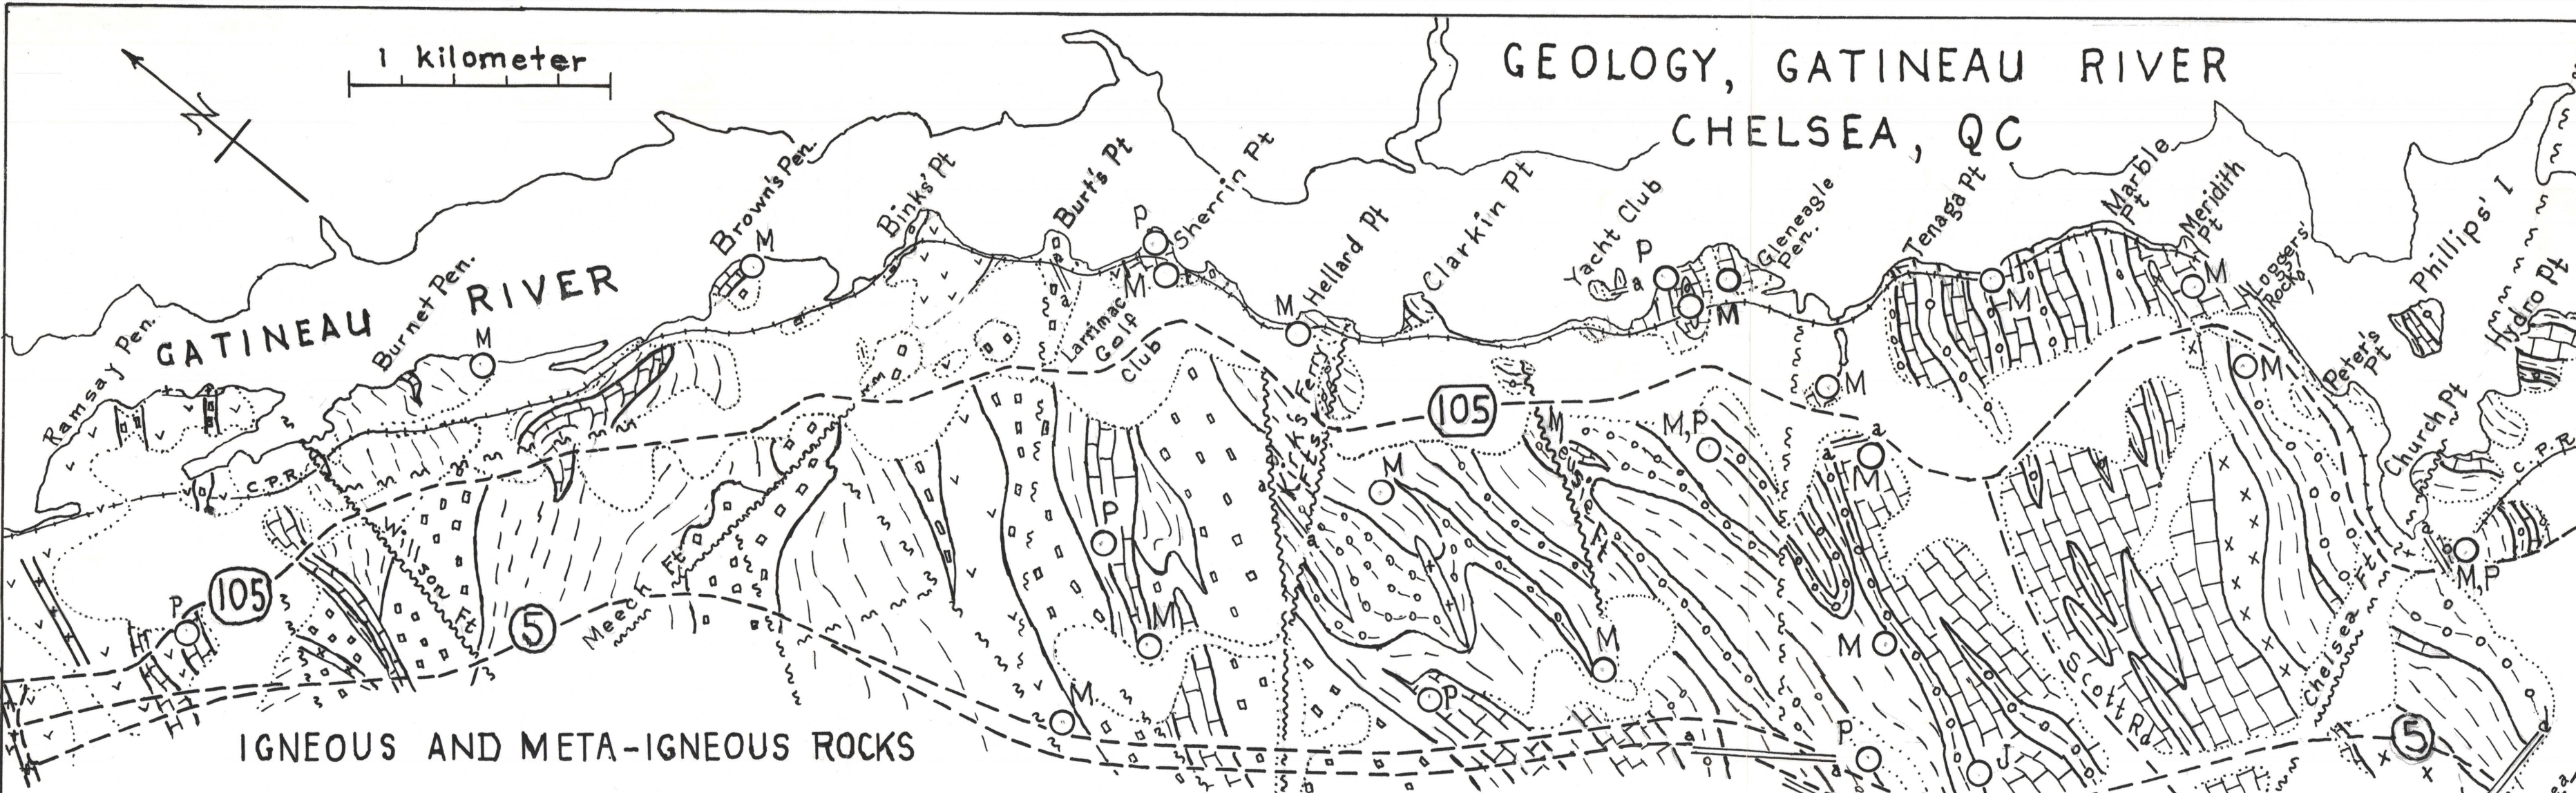 1 kilometer
N
GEOLOGY, GATINEAU RIVER
CHELSEA, QC
Ramsay Pen.
GATINEAU RIVER
Burnet Pen.
M
Brown's Pen.
M
Binks' Pt
Burt's Pt
a
P
Sherrin Pt
M
Larrimac
Golf
Club
M
Hellard Pt
Clarkin Pt
Yacht Club
a
P
a
M
Gleneagle
Pen.
Tenaga Pt
M
Marble
Pt
Meridith
Pt
M
Loggers'
Rock
Peter's
Pt
Phillips' I
Hydro Pt
Church Pt
C.P.R.
C.P.R
105
M
M
M,P
M
105
Wilson Ft
Meech Ft
Kirks Ferry
Ft
a
a
M
Ft
a
a
M
M
a
M,P
P
105
5
P
M
M
P
M
M
Scott Rd
Chelsea Ft
5
a
P
a
J
IGNEOUS AND META-IGNEOUS ROCKS